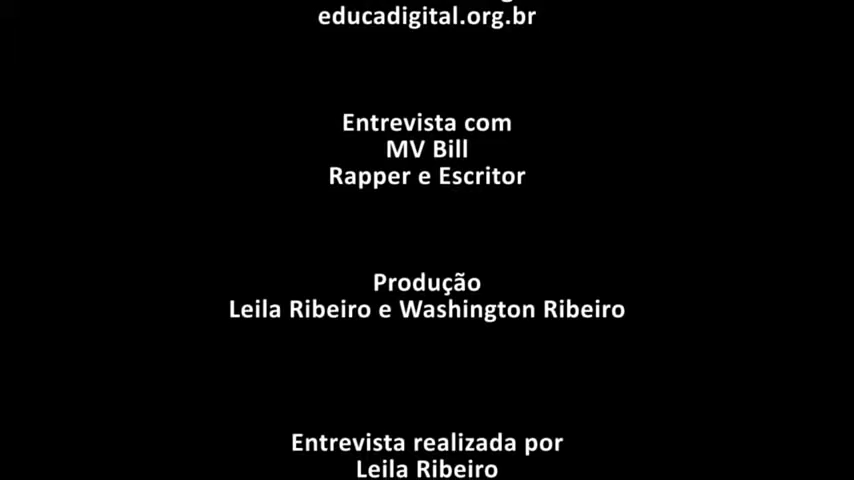 educadigital.org.br
Entrevista com
MV Bill
Rapper e Escritor
Produção
Leila Ribeiro e Washington Ribeiro
Entrevista realizada por
Leila Ribeiro